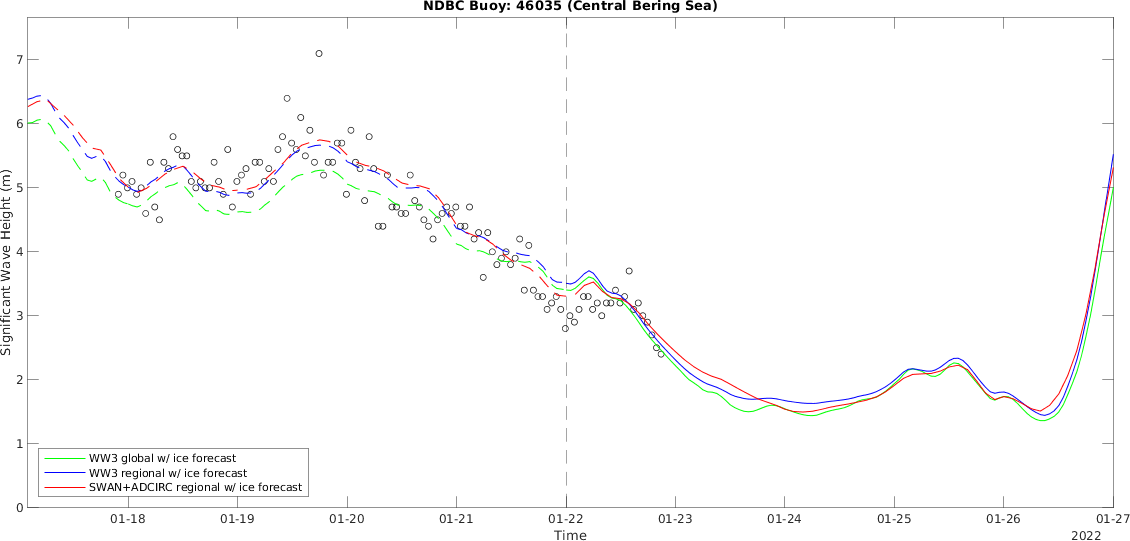 NDBC Buoy: 46035 (Central Bering Sea)
Significant Wave Height (m)
7
6
5
4
3
2
1
0
WW3 global w/ ice forecast
WW3 regional w/ ice forecast
SWAN+ADCIRC regional w/ ice forecast
01-18 01-19 01-20 01-21 01-22 01-23 01-24 01-25 01-26 01-27
Time
2022